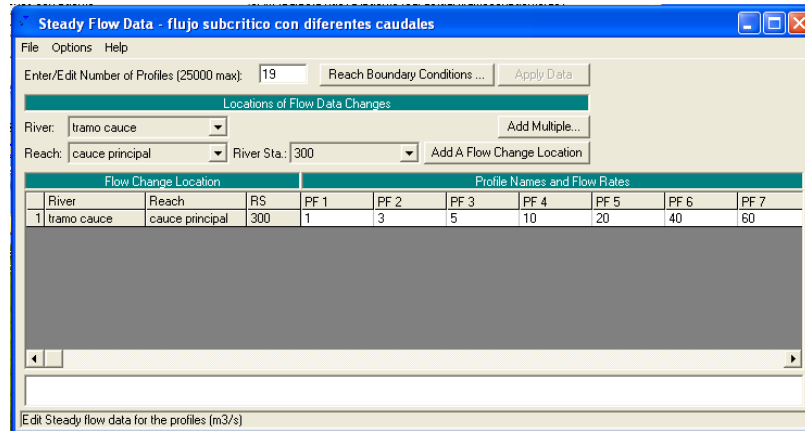 Steady Flow Data - flujo subcritico con diferentes caudales
File Options Help
Enter/Edit Number of Profiles (25000 max): 19 Reach Boundary Conditions ... Apply Data
Locations of Flow Data Changes
River: tramo cauce Add Multiple...
Reach: cauce principal River Sta.: 300 Add A Flow Change Location
Flow Change Location Profile Names and Flow Rates
River Reach RS PF 1 PF 2 PF 3 PF 4 PF 5 PF 6 PF 7
1 tramo cauce cauce principal 300 1 3 5 10 20 40 60
Edit Steady flow data for the profiles (m3/s)